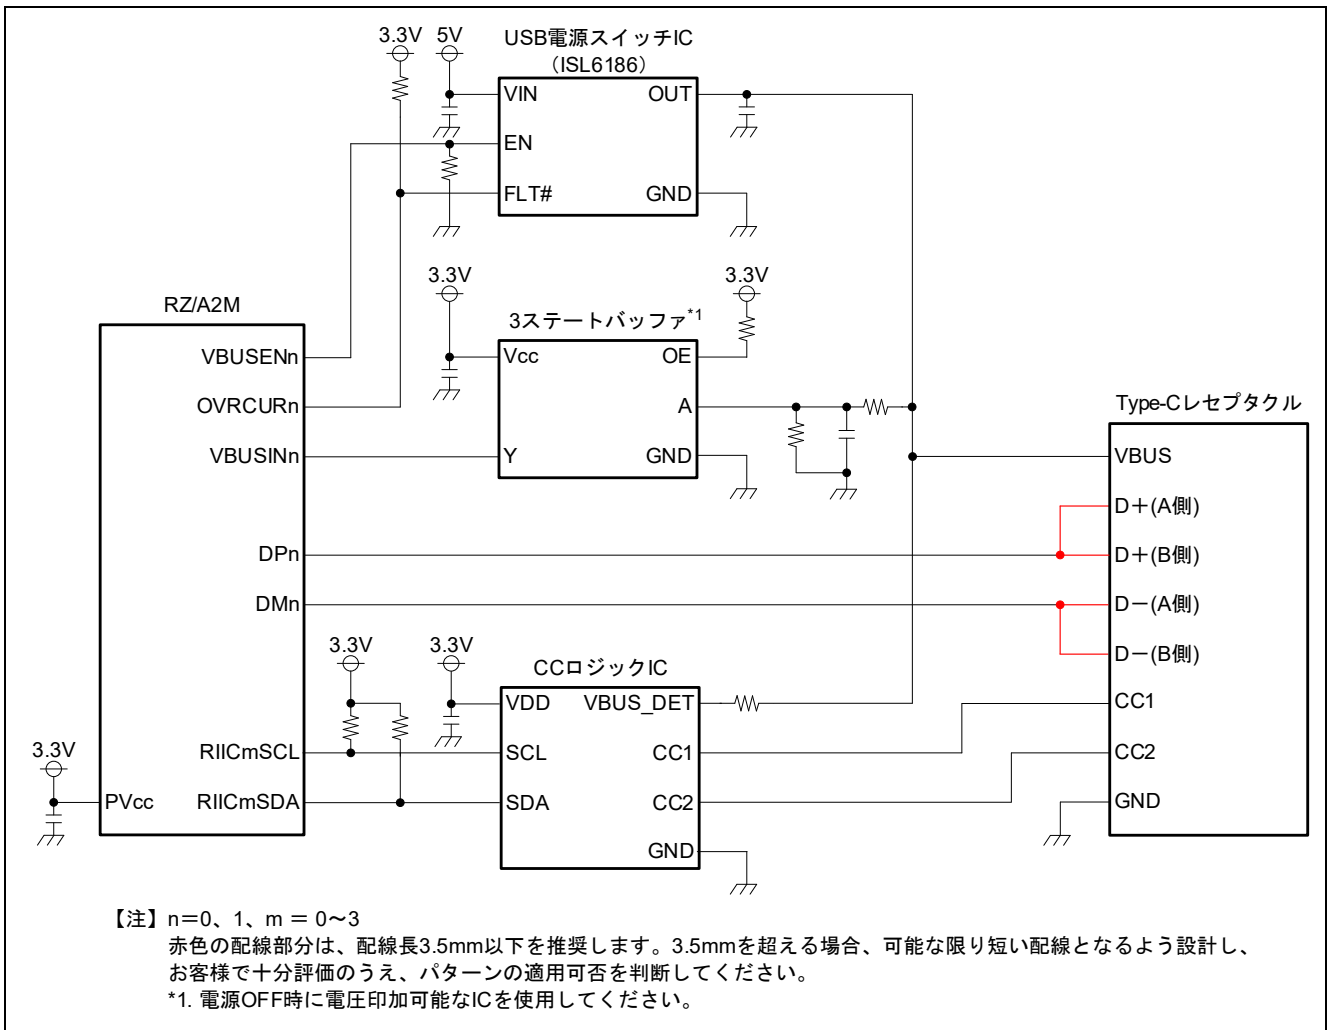 3.3V 5V
USB電源スイッチIC
（ISL6186）
VIN OUT
EN
FLT# GND
3.3V 3.3V
RZ/A2M
3ステートバッファ*1
VBUSENn Vcc OE
OVRCURn A
Type-Cレセプタクル
VBUSINn Y GND VBUS
D＋(A側)
DPn D＋(B側)
DMn D－(A側)
3.3V 3.3V D－(B側)
CCロジックIC
VDD VBUS_DET CC1
3.3V RIICmSCL SCL CC1 CC2
PVcc RIICmSDA SDA CC2 GND
GND
【注】n＝0、1、m ＝ 0～3
赤色の配線部分は、配線長3.5mm以下を推奨します。3.5mmを超える場合、可能な限り短い配線となるよう設計し、
お客様で十分評価のうえ、パターンの適用可否を判断してください。
*1. 電源OFF時に電圧印加可能なICを使用してください。